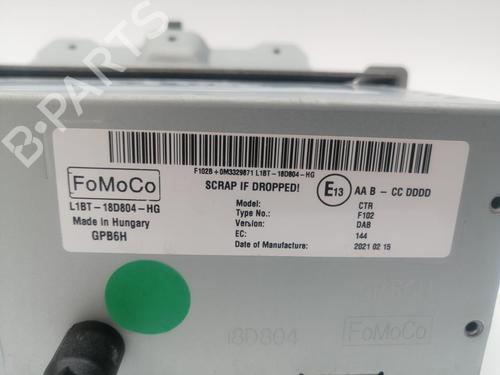 B-PARTS
F102B+0M3329871 L1BT-18D804-HG
SCRAP IF DROPPED!
E13
AA B - CC DDDD
FoMoCo
L1BT-18D804-HG
Made in Hungary
GPB6H
Model: CTR
Type No.: F102
Version: DAB
EC: 144
Date of Manufacture: 2021 02 15
18D804
FoMoCo